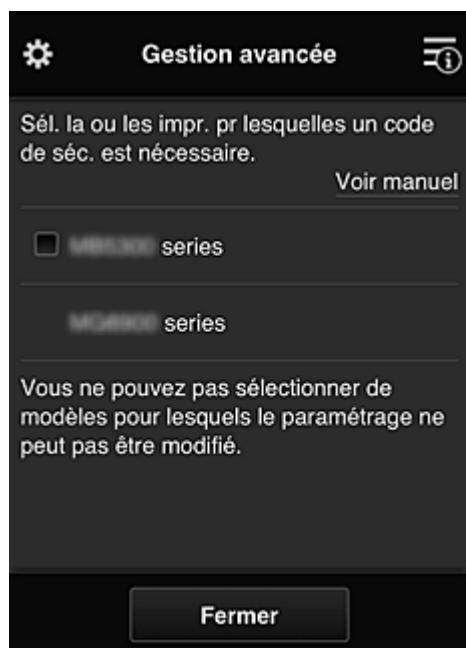 Gestion avancée
Sél. la ou les impr. pr lesquelles un code
de séc. est nécessaire.
Voir manuel
series
series
Vous ne pouvez pas sélectionner de
modèles pour lesquels le paramétrage ne
peut pas être modifié.
Fermer